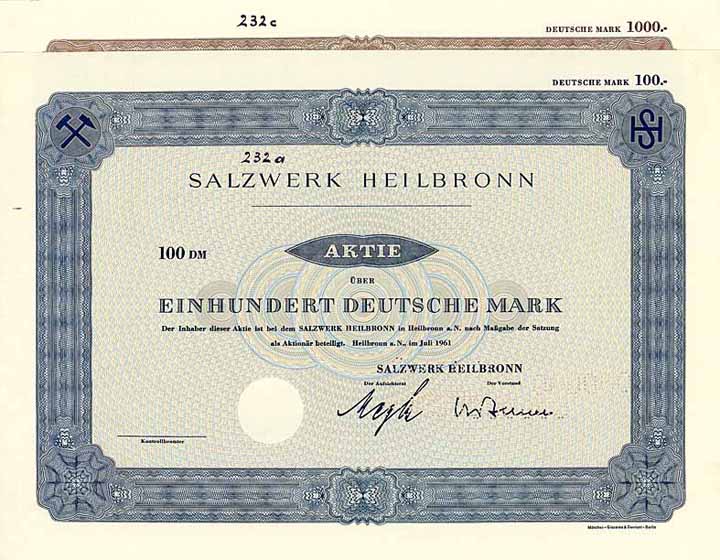 232c
DEUTSCHE MARK 1000.-
DEUTSCHE MARK 100.-
SH
232a
SALZWERK HEILBRONN
100 DM
AKTIE
ÜBER
EINHUNDERT DEUTSCHE MARK
Der Inhaber dieser Aktie ist bei dem SALZWERK HEILBRONN in Heilbronn a. N. nach Maßgabe der Satzung
als Aktionär beteiligt. Heilbronn a. N., im Juli 1961
SALZWERK HEILBRONN
Der Aufsichtsrat Der Vorstand
Kontrollbeamter